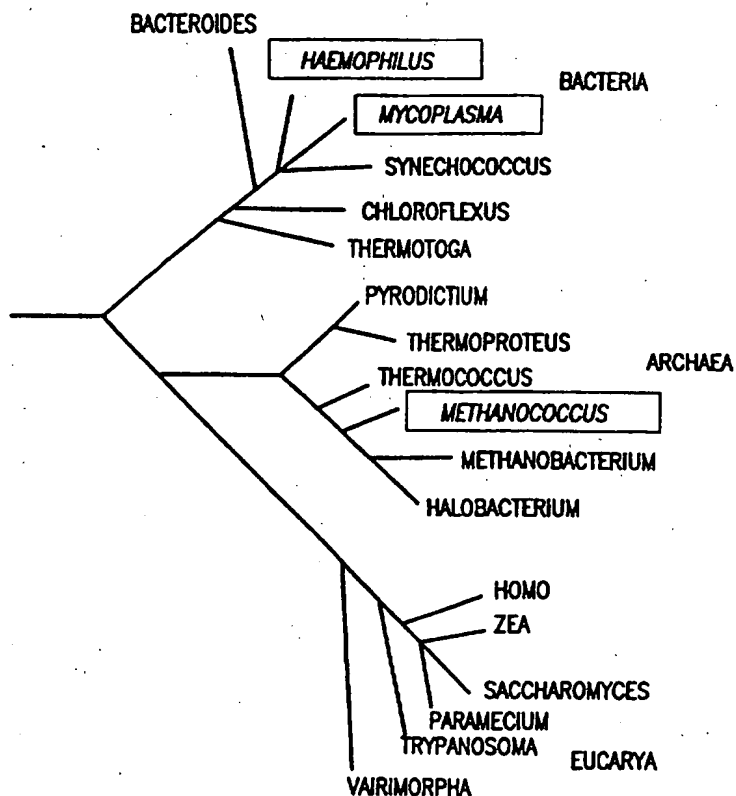 BACTEROIDES
HAEMOPHILUS
BACTERIA
MYCOPLASMA
SYNECHOCOCCUS
CHLOROFLEXUS
THERMOTOGA
PYRODICTIUM
THERMOPROTEUS
ARCHAEA
THERMOCOCCUS
METHANOCOCCUS
METHANOBACTERIUM
HALOBACTERIUM
HOMO
ZEA
SACCHAROMYCES
PARAMECIUM
TRYPANOSOMA
EUCARYA
VAIRIMORPHA